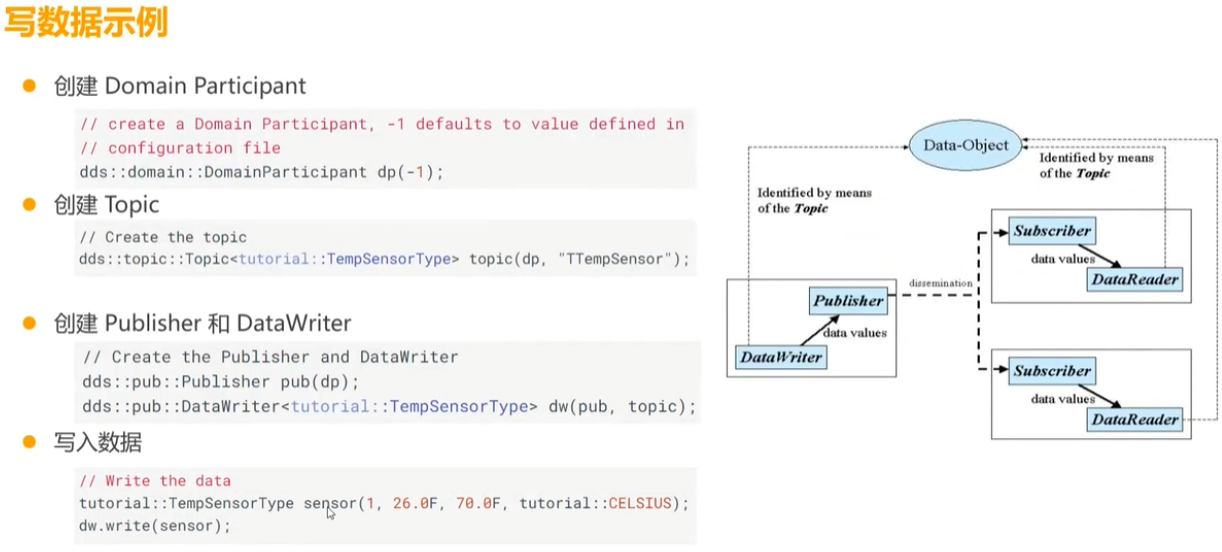 写数据示例
创建 Domain Participant
// create a Domain Participant, -1 defaults to value defined in
// configuration file
dds::domain::DomainParticipant dp(-1);
创建 Topic
// Create the topic
dds::topic::Topic<tutorial::TempSensorType> topic(dp, "TTempSensor");
创建 Publisher 和 DataWriter
// Create the Publisher and DataWriter
dds::pub::Publisher pub(dp);
dds::pub::DataWriter<tutorial::TempSensorType> dw(pub, topic);
写入数据
// Write the data
tutorial::TempSensorType sensor(1, 26.0F, 70.0F, tutorial::CELSIUS);
dw.write(sensor);
Data-Object
Identified by means
of the Topic
Identified by means
of the Topic
Publisher
data values
DataWriter
dissemination
Subscriber
data values
DataReader
Subscriber
data values
DataReader